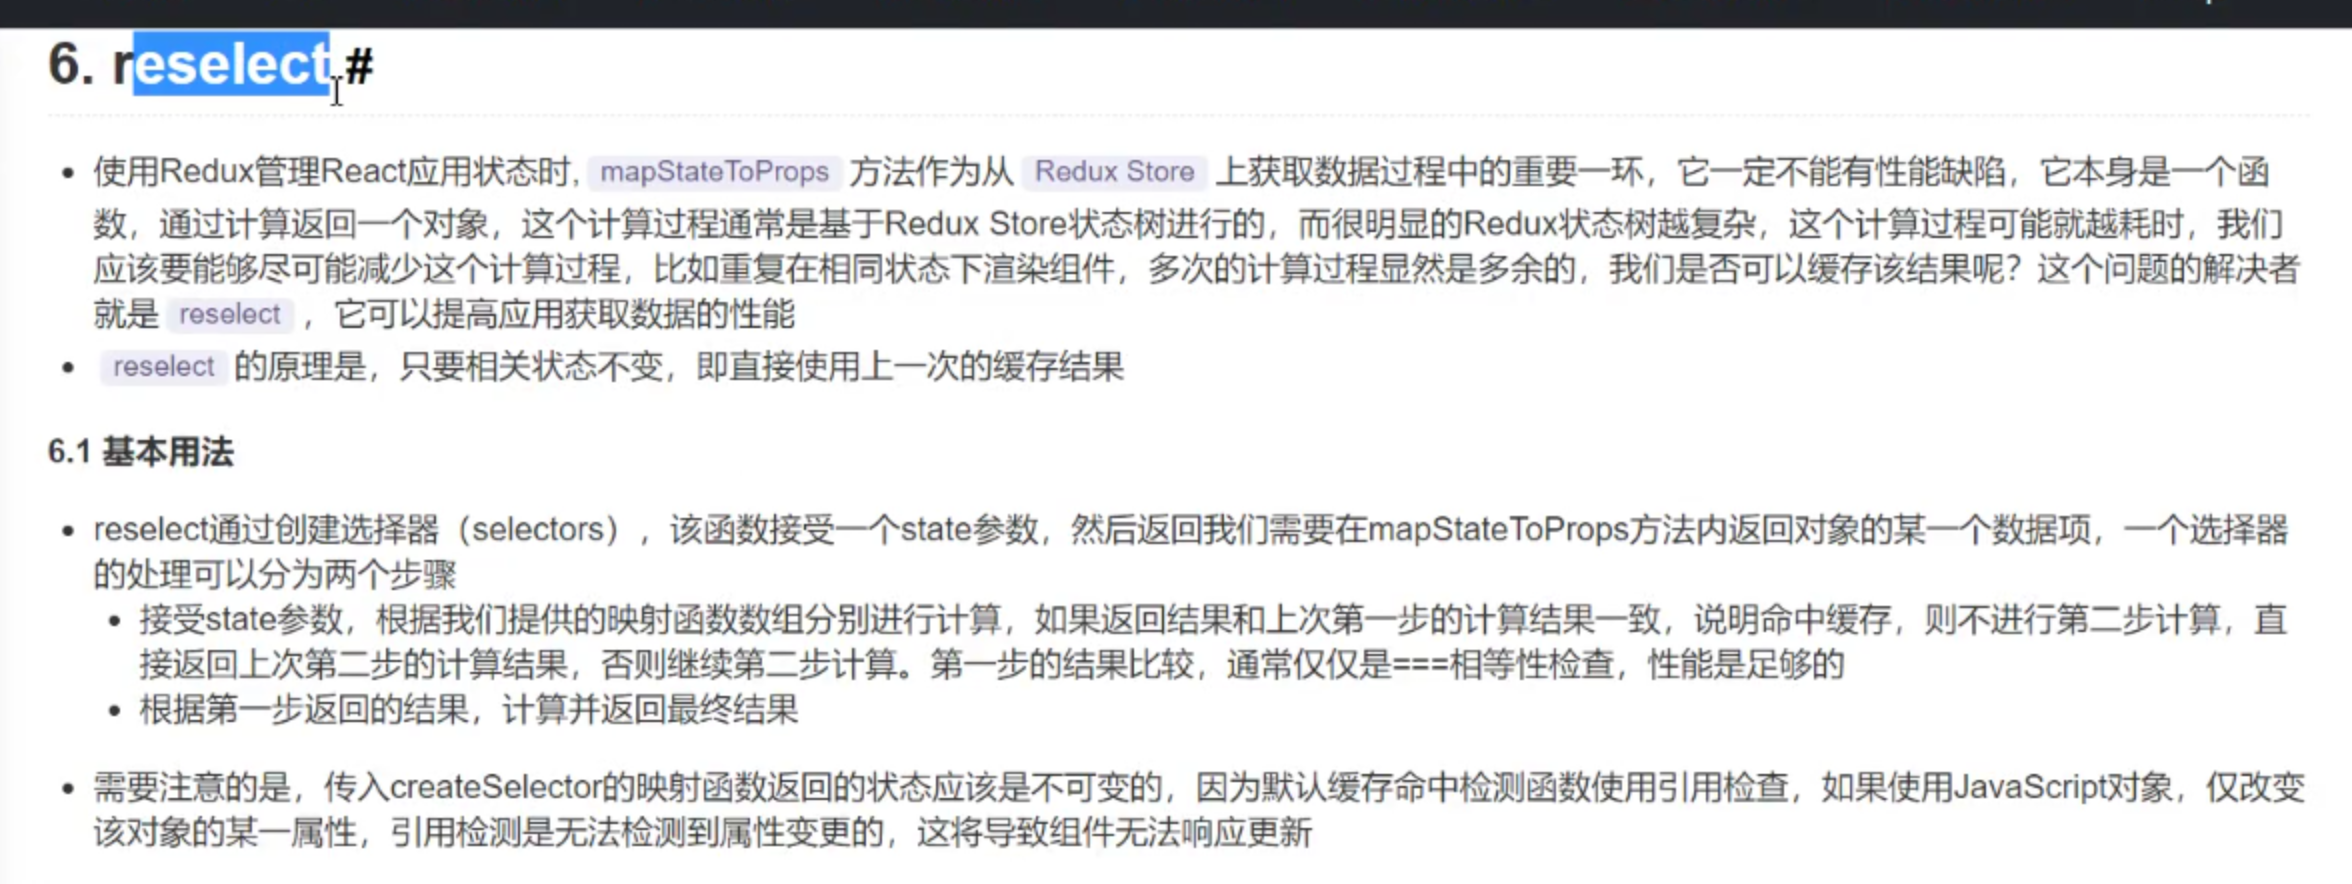 6. reselect #
使用Redux管理React应用状态时, mapStateToProps 方法作为从 Redux Store 上获取数据过程中的重要一环，它一定不能有性能缺陷，它本身是一个函
数，通过计算返回一个对象，这个计算过程通常是基于Redux Store状态树进行的，而很明显的Redux状态树越复杂，这个计算过程可能就越耗时，我们
应该要能够尽可能减少这个计算过程，比如重复在相同状态下渲染组件，多次的计算过程显然是多余的，我们是否可以缓存该结果呢？这个问题的解决者
就是 reselect ，它可以提高应用获取数据的性能
reselect 的原理是，只要相关状态不变，即直接使用上一次的缓存结果
6.1 基本用法
reselect通过创建选择器（selectors），该函数接受一个state参数，然后返回我们需要在mapStateToProps方法内返回对象的某一个数据项，一个选择器
的处理可以分为两个步骤
接受state参数，根据我们提供的映射函数数组分别进行计算，如果返回结果和上次第一步的计算结果一致，说明命中缓存，则不进行第二步计算，直
接返回上次第二步的计算结果，否则继续第二步计算。第一步的结果比较，通常仅仅是===相等性检查，性能是足够的
根据第一步返回的结果，计算并返回最终结果
需要注意的是，传入createSelector的映射函数返回的状态应该是不可变的，因为默认缓存命中检测函数使用引用检查，如果使用JavaScript对象，仅改变
该对象的某一属性，引用检测是无法检测到属性变更的，这将导致组件无法响应更新